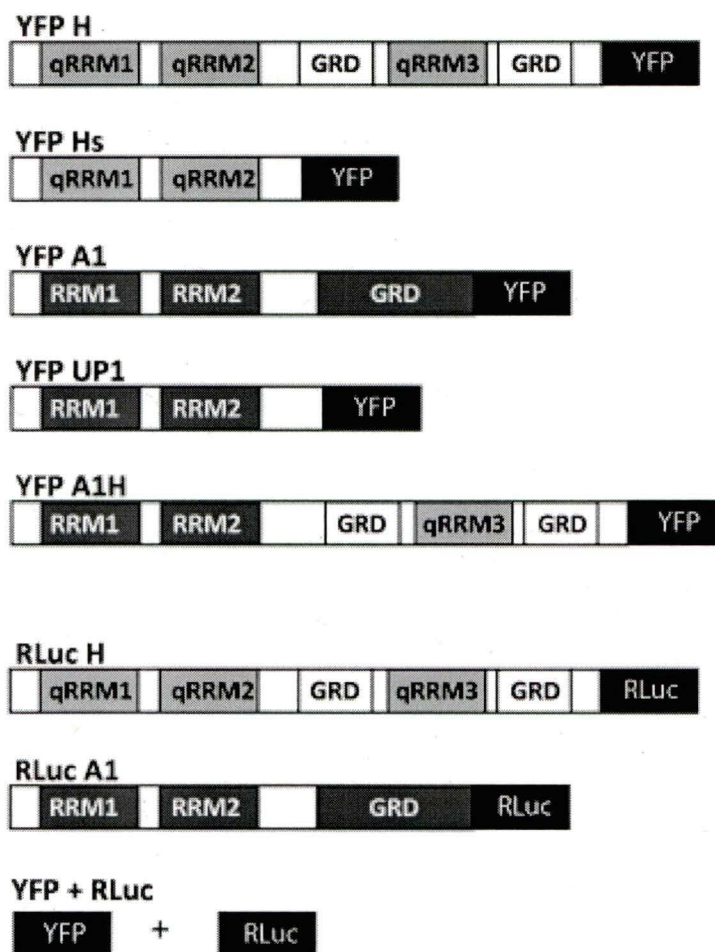 YFP H
qRRM1 qRRM2 GRD qRRM3 GRD YFP
YFP Hs
qRRM1 qRRM2 YFP
YFP A1
RRM1 RRM2 GRD YFP
YFP UP1
RRM1 RRM2 YFP
YFP A1H
RRM1 RRM2 GRD qRRM3 GRD YFP
RLuc H
qRRM1 qRRM2 GRD qRRM3 GRD RLuc
RLuc A1
RRM1 RRM2 GRD RLuc
YFP + RLuc
YFP + RLuc